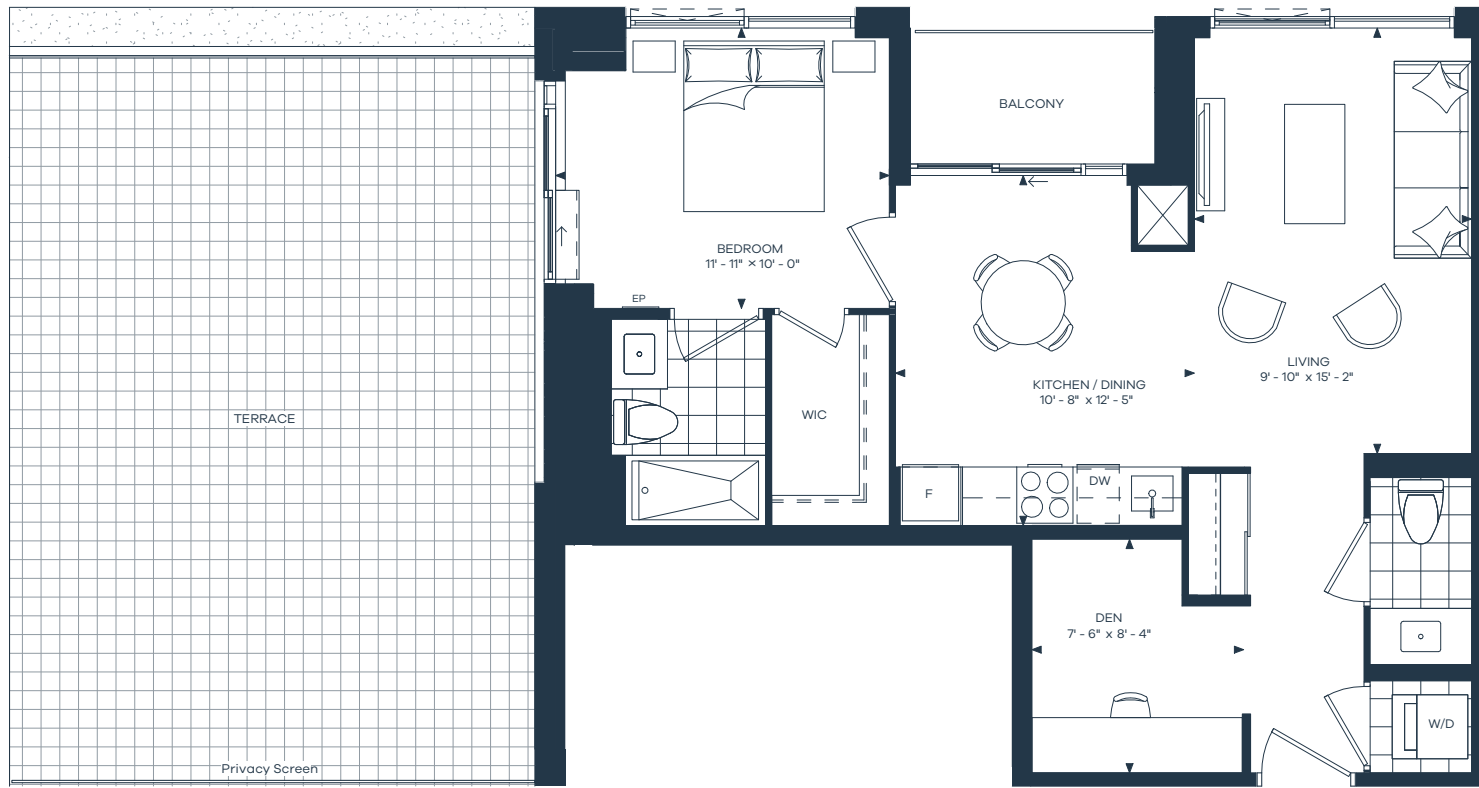 BALCONY
BEDROOM
11' - 11" × 10' - 0"
EP
LIVING
9' - 10" x 15' - 2"
KITCHEN / DINING
10' - 8" x 12' - 5"
TERRACE
WIC
F
DW
DEN
7' - 6" x 8' - 4"
W/D
Privacy Screen